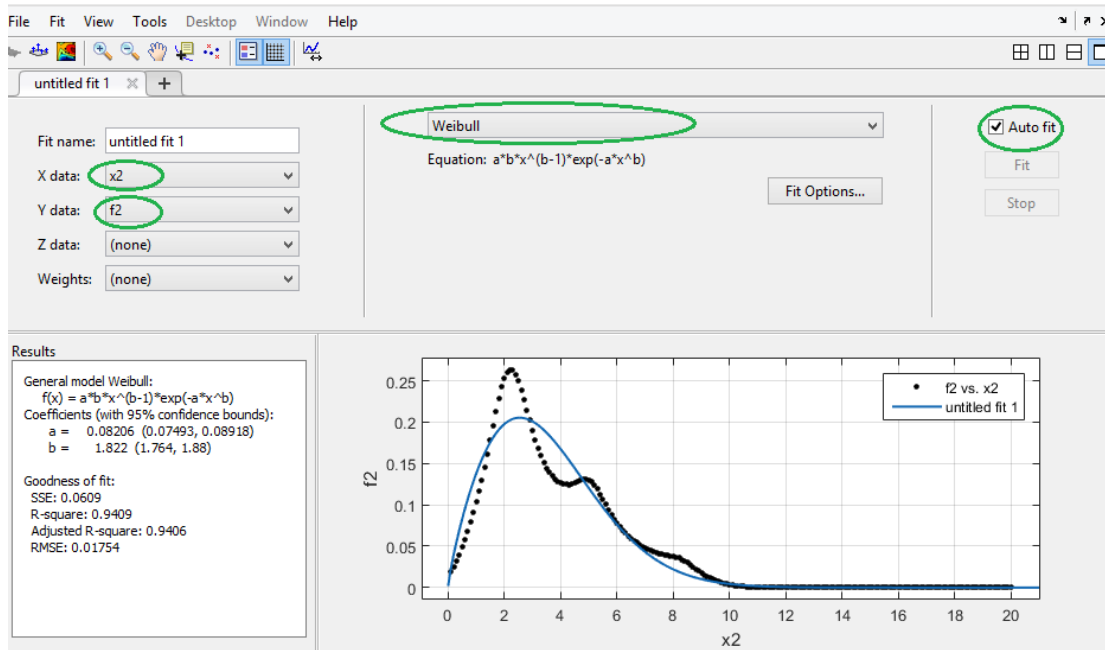 File Fit View Tools Desktop Window Help
untitled fit 1
Fit name: untitled fit 1
X data: x2
Y data: f2
Z data: (none)
Weights: (none)
Weibull
Equation: a*b*x^(b-1)*exp(-a*x^b)
Fit Options...
Auto fit
Fit
Stop
Results
General model Weibull:
f(x) = a*b*x^(b-1)*exp(-a*x^b)
Coefficients (with 95% confidence bounds):
a = 0.08206 (0.07493, 0.08918)
b = 1.822 (1.764, 1.88)
Goodness of fit:
SSE: 0.0609
R-square: 0.9409
Adjusted R-square: 0.9406
RMSE: 0.01754
f2 vs. x2
untitled fit 1
0.25
0.2
0.15
0.1
0.05
0
f2
0 2 4 6 8 10 12 14 16 18 20
x2